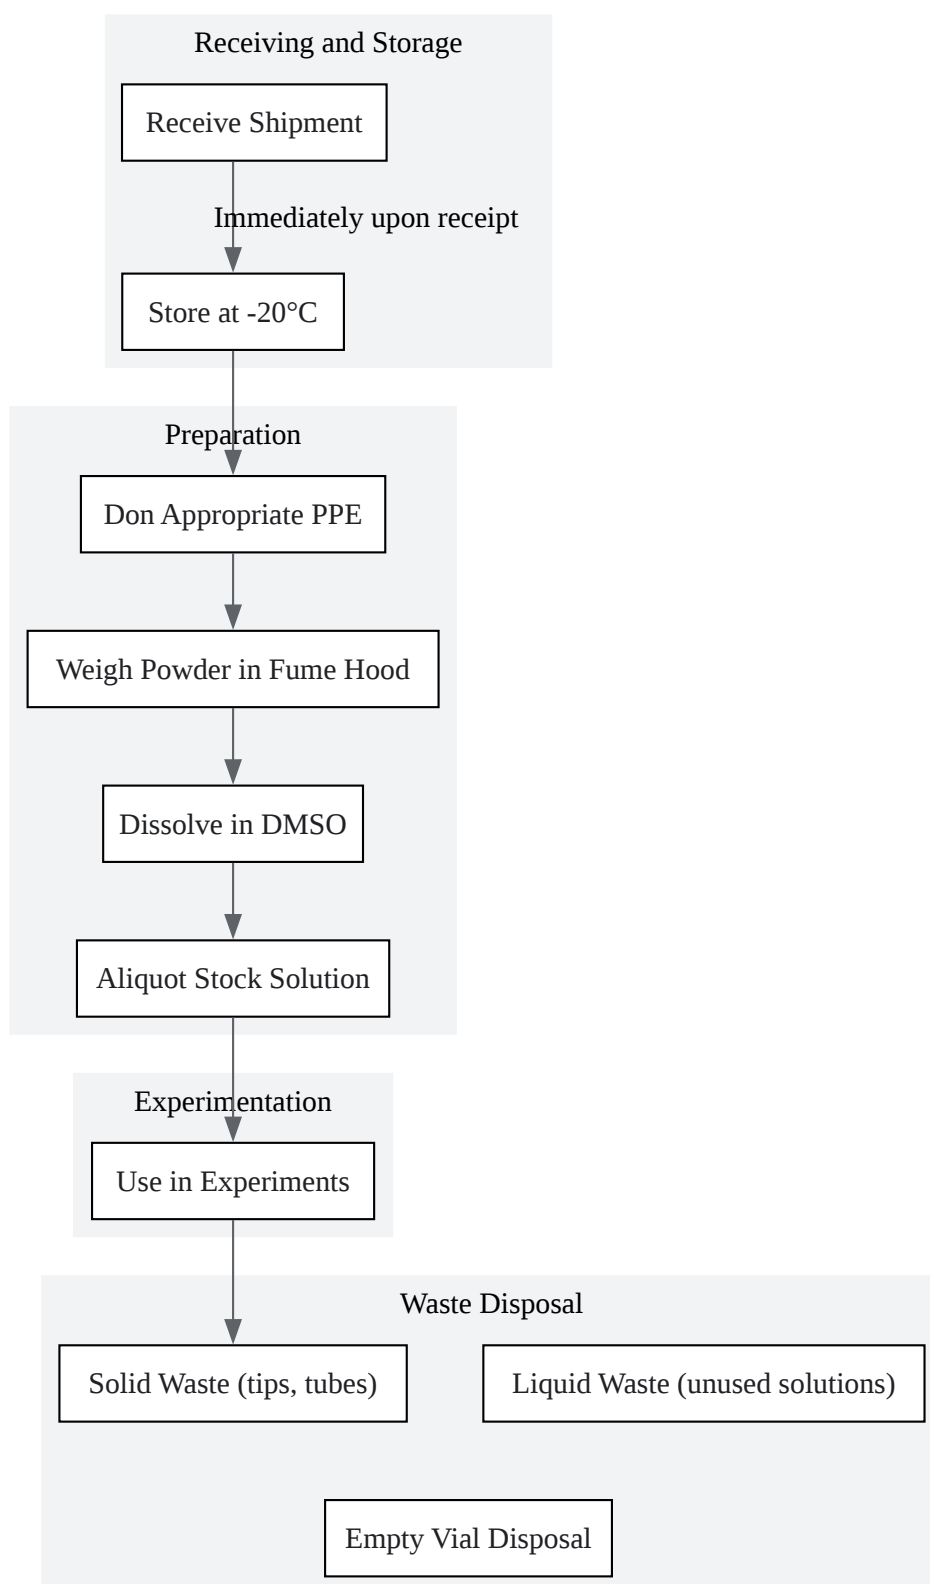 Receiving and Storage
Receive Shipment
Immediately upon receipt
Store at -20°C
Preparation
Don Appropriate PPE
Weigh Powder in Fume Hood
Dissolve in DMSO
Aliquot Stock Solution
Experimentation
Use in Experiments
Waste Disposal
Solid Waste (tips, tubes)
Liquid Waste (unused solutions)
Empty Vial Disposal